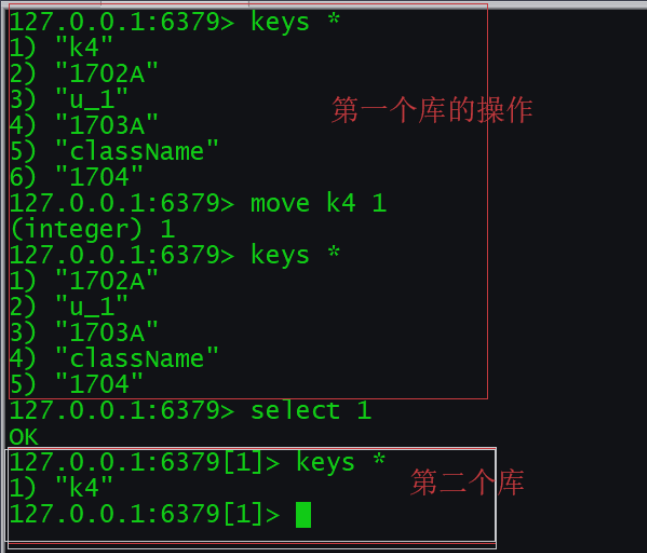 127.0.0.1:6379> keys *
1) "k4"
2) "1702A"
3) "u_1"
第一个库的操作
4) "1703A"
5) "className"
6) "1704"
127.0.0.1:6379> move k4 1
(integer) 1
127.0.0.1:6379> keys *
1) "1702A"
2) "u_1"
3) "1703A"
4) "className"
5) "1704"
127.0.0.1:6379> select 1
OK
127.0.0.1:6379[1]> keys *
1) "k4"
第二个库
127.0.0.1:6379[1]>